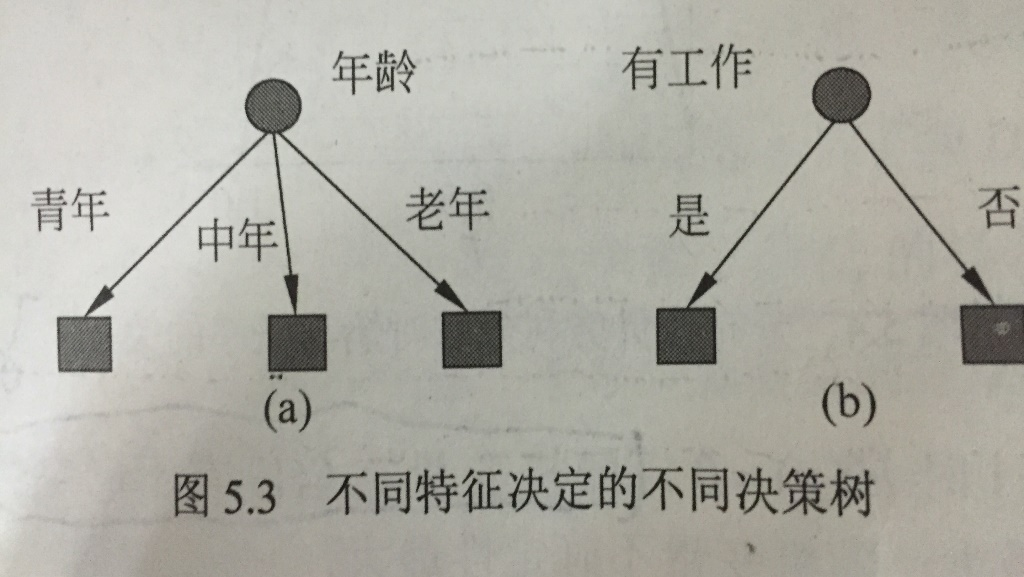 年龄
有工作
青年
中年
老年
是
否
(a)
(b)
图 5.3 不同特征决定的不同决策树